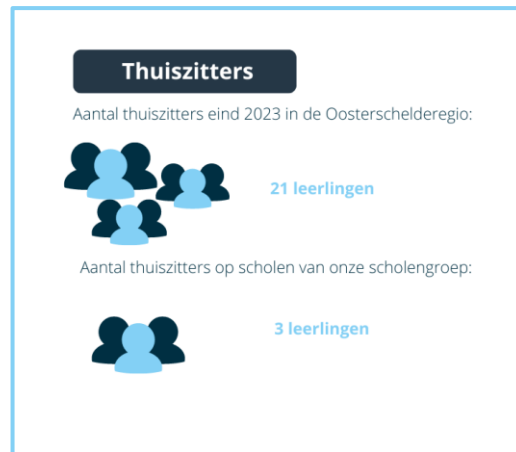 Thuiszitters
Aantal thuiszitters eind 2023 in de Oosterschelderegio:
21 leerlingen
Aantal thuiszitters op scholen van onze scholengroep:
3 leerlingen